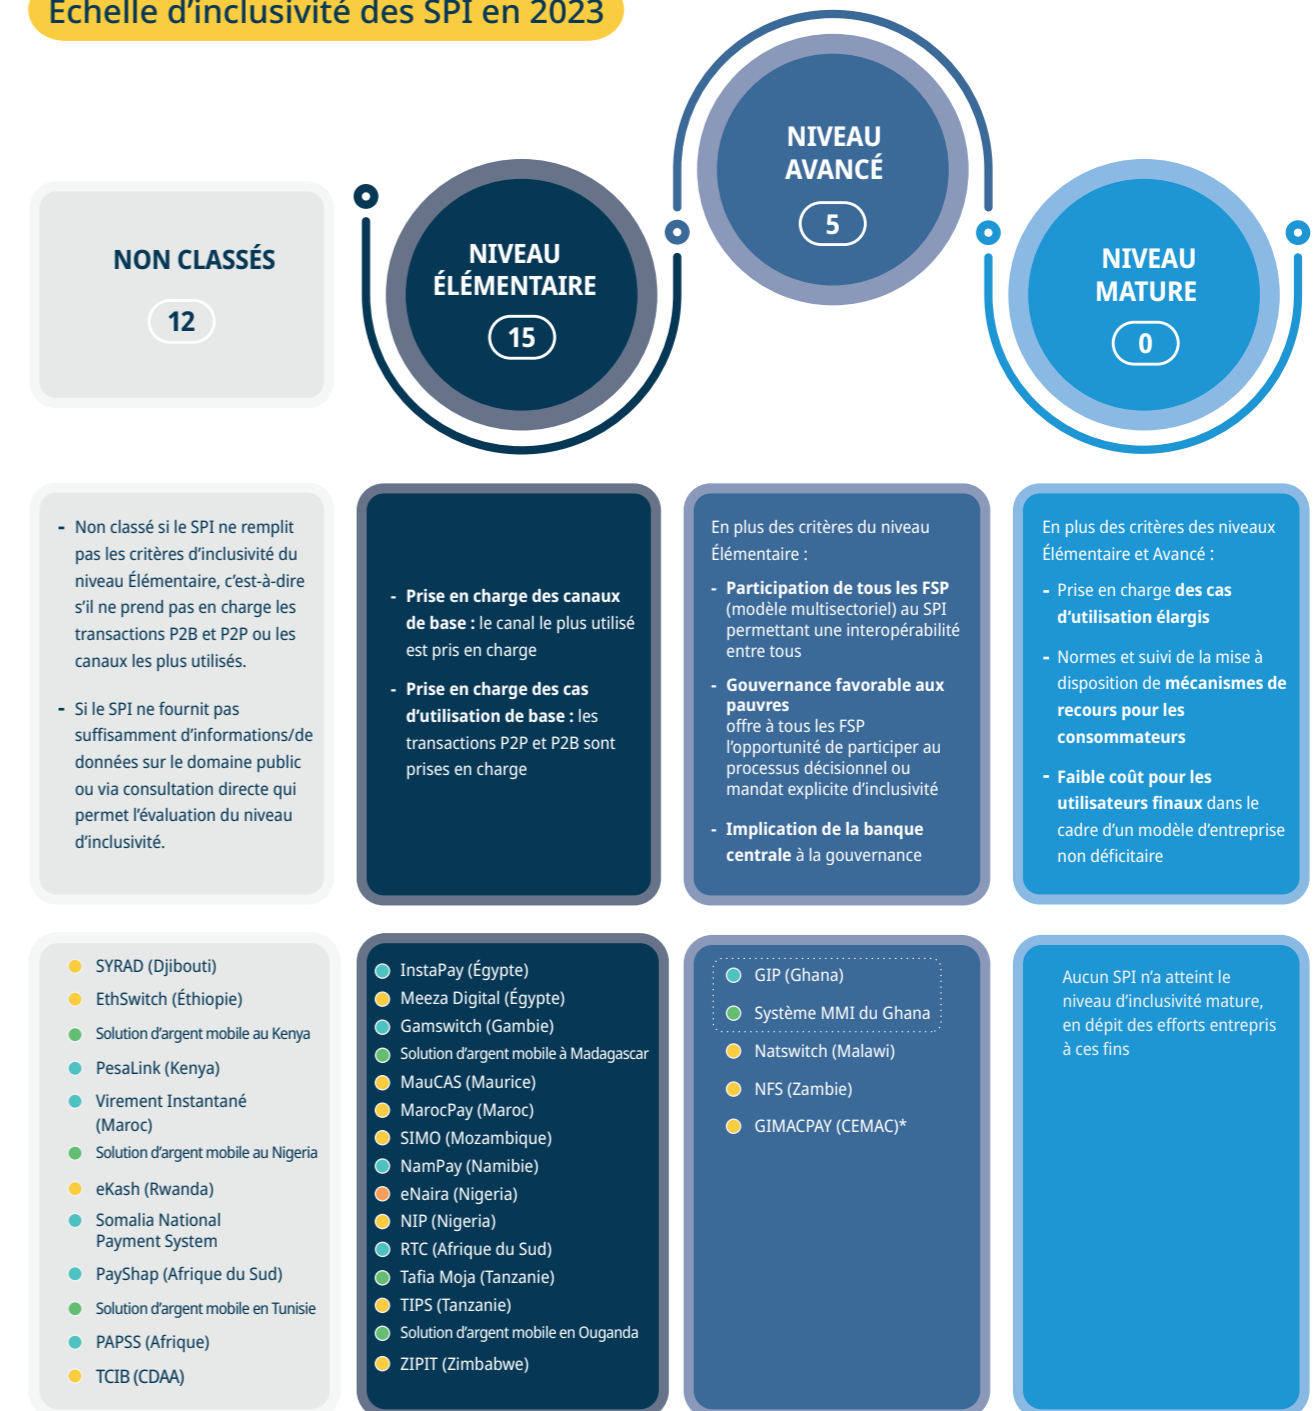 Échelle d'inclusivité des SPI en 2023
NON CLASSÉS
12
NIVEAU
ÉLÉMENTAIRE
15
NIVEAU
AVANCÉ
5
NIVEAU
MATURE
0
- Non classé si le SPI ne remplit
pas les critères d'inclusivité du
niveau Élémentaire, c'est-à-dire
s'il ne prend pas en charge les
transactions P2B et P2P ou les
canaux les plus utilisés.
- Si le SPI ne fournit pas
suffisamment d'informations/de
données sur le domaine public
ou via consultation directe qui
permet l'évaluation du niveau
d'inclusivité.
- Prise en charge des canaux
de base : le canal le plus utilisé
est pris en charge
- Prise en charge des cas
d'utilisation de base : les
transactions P2P et P2B sont
prises en charge
En plus des critères du niveau
Élémentaire :
- Participation de tous les FSP
(modèle multisectoriel) au SPI
permettant une interopérabilité
entre tous
- Gouvernance favorable aux
pauvres
offre à tous les FSP
l'opportunité de participer au
processus décisionnel ou
mandat explicite d'inclusivité
- Implication de la banque
centrale à la gouvernance
En plus des critères des niveaux
Élémentaire et Avancé :
- Prise en charge des cas
d'utilisation élargis
- Normes et suivi de la mise à
disposition de mécanismes de
recours pour les
consommateurs
- Faible coût pour les
utilisateurs finaux dans le
cadre d'un modèle d'entreprise
non déficitaire
SYRAD (Djibouti)
EthSwitch (Éthiopie)
Solution d'argent mobile au Kenya
PesaLink (Kenya)
Virement Instantané
(Maroc)
Solution d'argent mobile au Nigeria
eKash (Rwanda)
Somalia National
Payment System
PayShap (Afrique du Sud)
Solution d'argent mobile en Tunisie
PAPSS (Afrique)
TCIB (CDAA)
InstaPay (Égypte)
Meeza Digital (Égypte)
Gamswitch (Gambie)
Solution d'argent mobile à Madagascar
MauCAS (Maurice)
MarocPay (Maroc)
SIMO (Mozambique)
NamPay (Namibie)
eNaira (Nigeria)
NIP (Nigeria)
RTC (Afrique du Sud)
Tafia Moja (Tanzanie)
TIPS (Tanzanie)
Solution d'argent mobile en Ouganda
ZIPIT (Zimbabwe)
GIP (Ghana)
Système MMI du Ghana
Natswitch (Malawi)
NFS (Zambie)
GIMACPAY (CEMAC)*
Aucun SPI n'a atteint le
niveau d'inclusivité mature,
en dépit des efforts entrepris
à ces fins